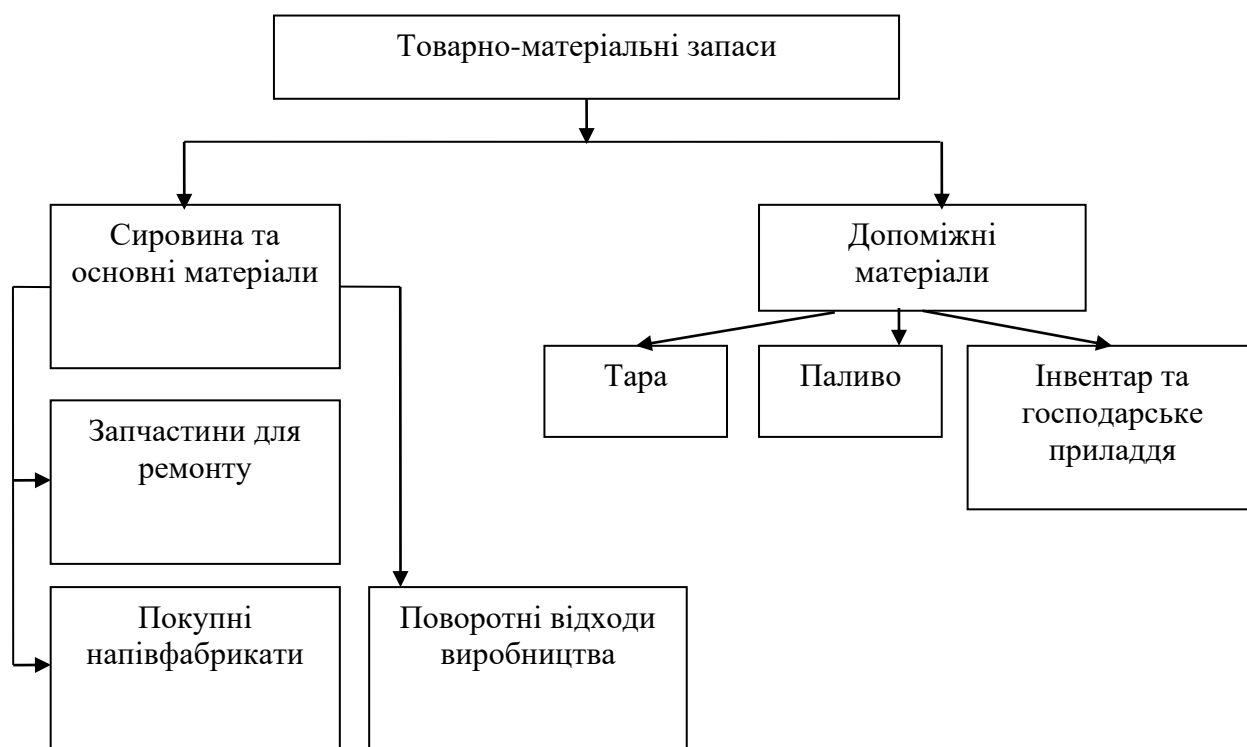 Товарно-матеріальні запаси
Сировина та
основні матеріали
Допоміжні
матеріали
Тара
Паливо
Інвентар та
господарське
приладдя
Запчастини для
ремонту
Покупні
напівфабрикати
Поворотні відходи
виробництва